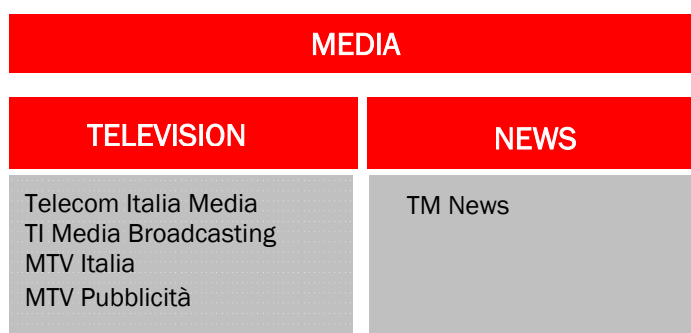 MEDIA
TELEVISION
NEWS
Telecom Italia Media
TI Media Broadcasting
MTV Italia
MTV Pubblicità
TM News